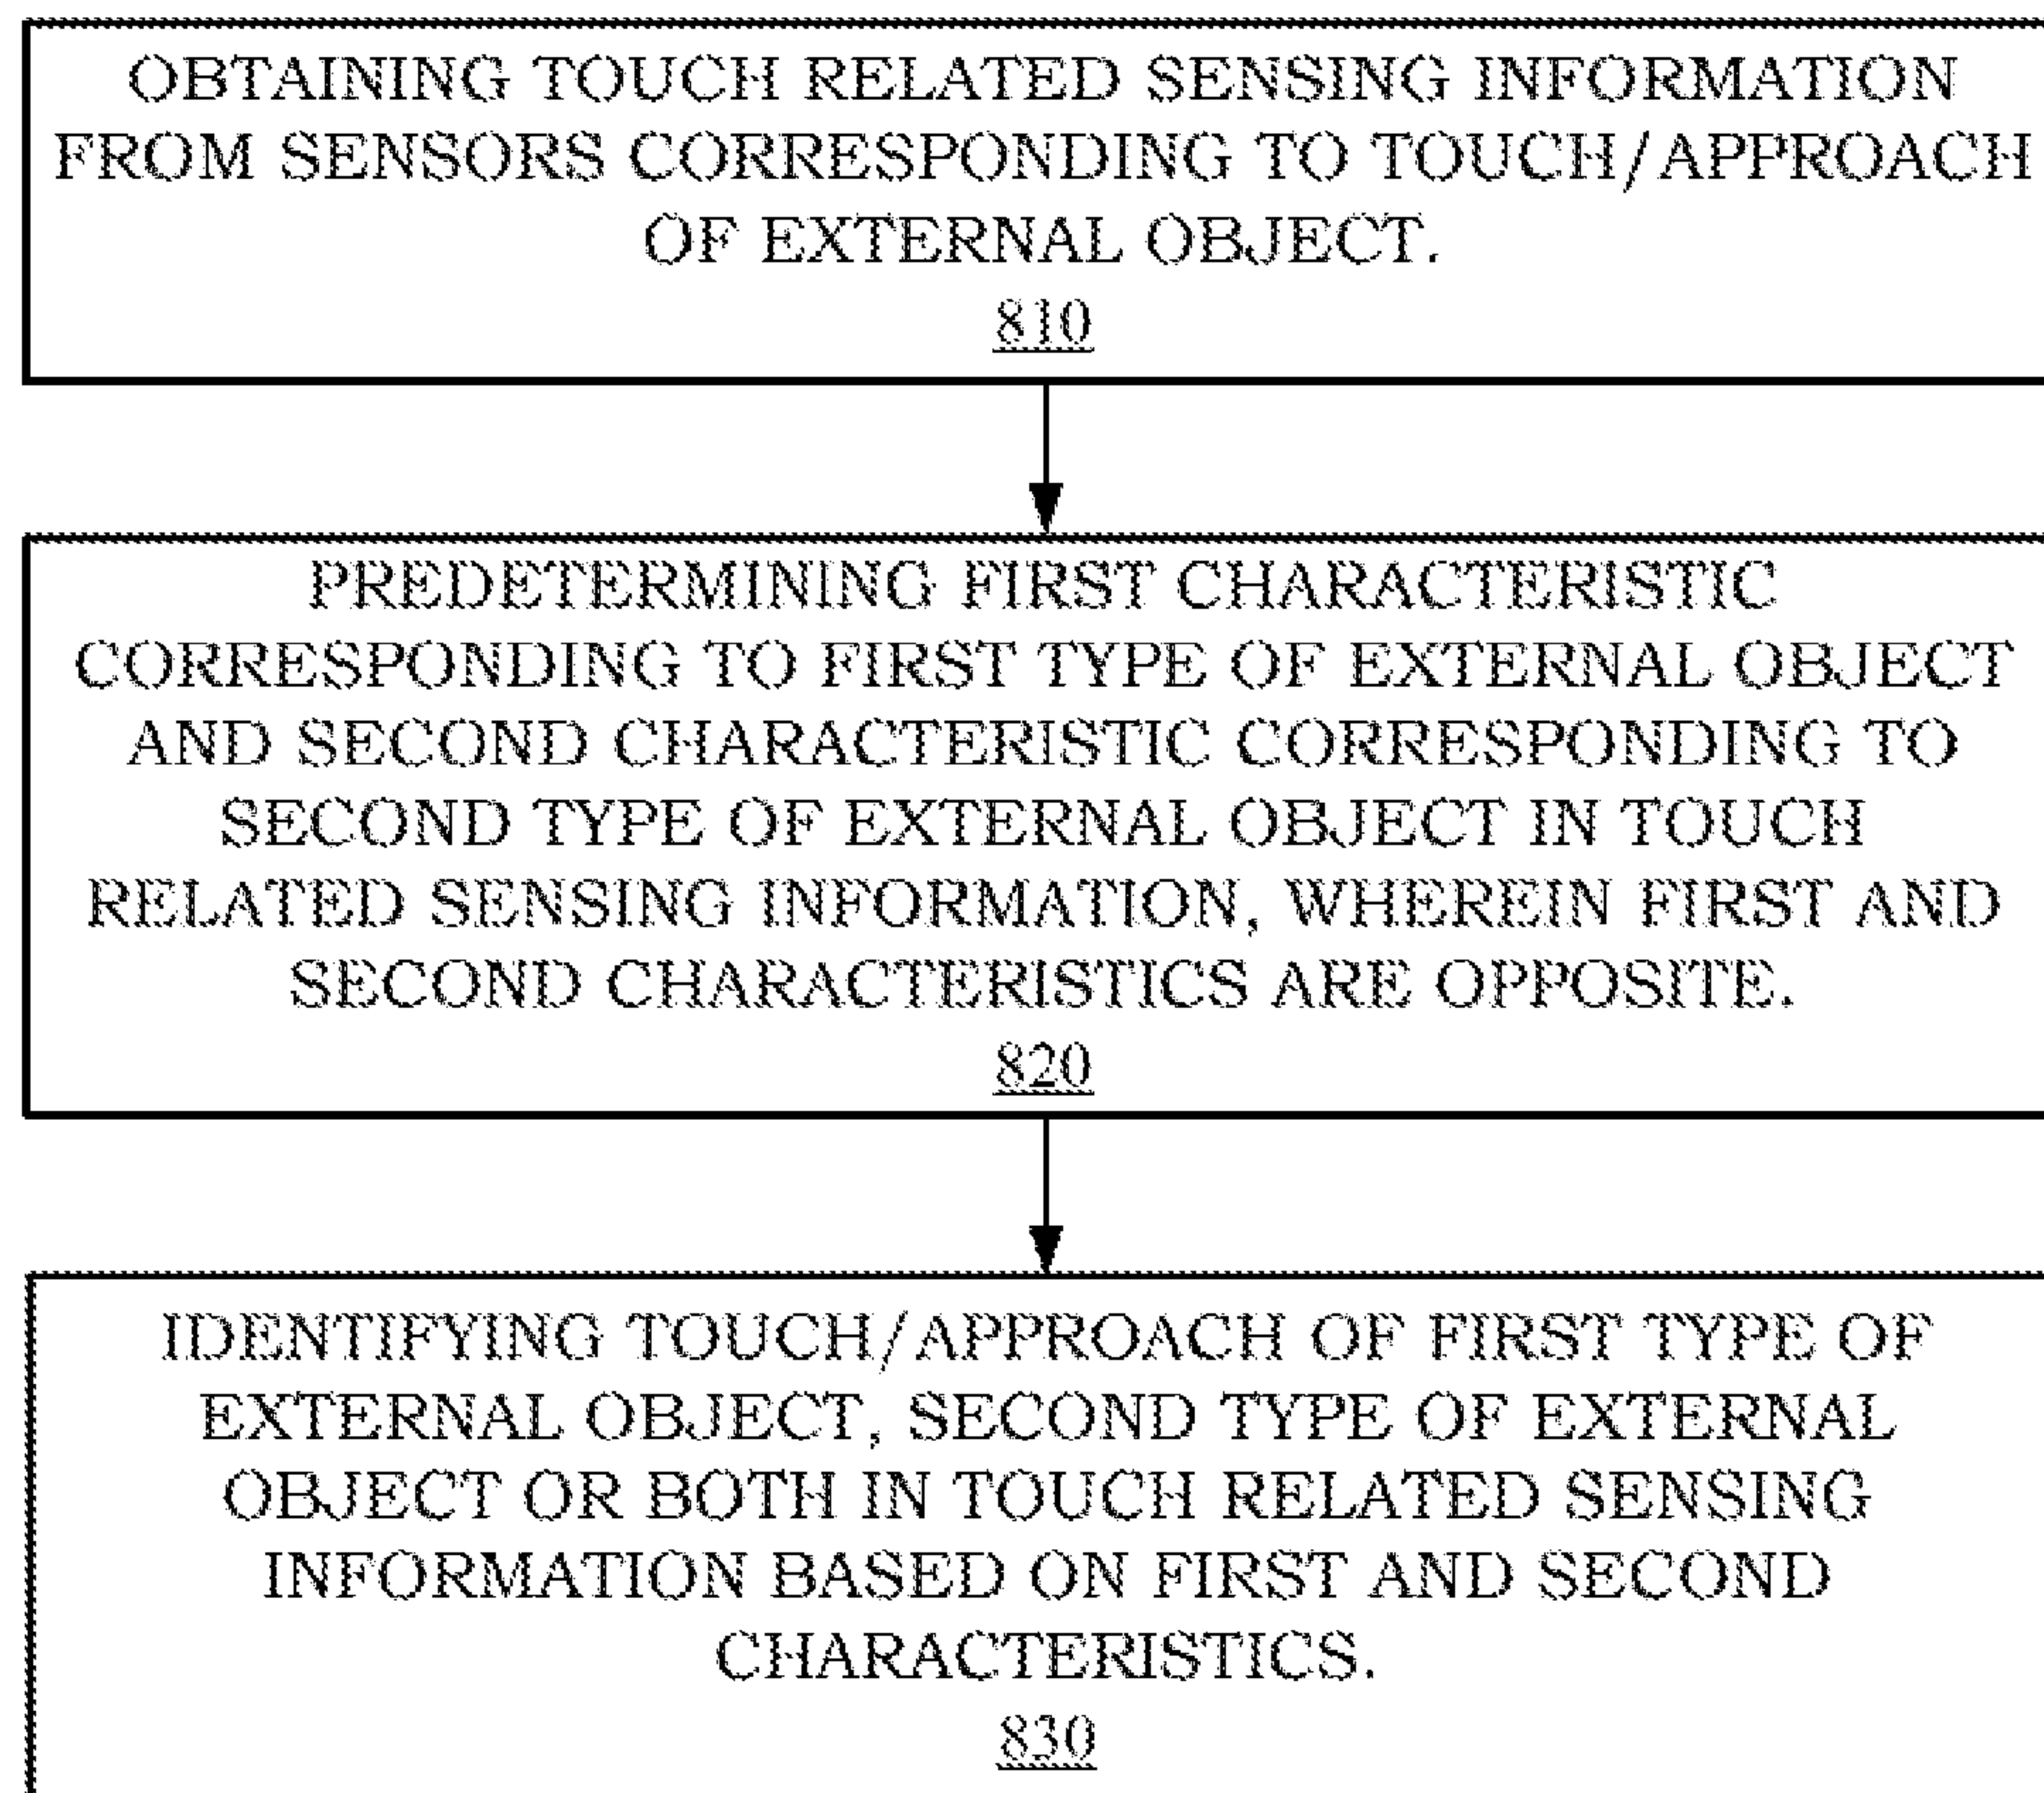 OBTAINING TOUCH RELATED SENSING INFORMATION
FROM SENSORS CORRESPONDING TO TOUCH/APPROACH
OF EXTERNAL OBJECT.
810
PREDETERMINING FIRST CHARACTERISTIC
CORRESPONDING TO FIRST TYPE OF EXTERNAL OBJECT
AND SECOND CHARACTERISTIC CORRESPONDING TO
SECOND TYPE OF EXTERNAL OBJECT IN TOUCH
RELATED SENSING INFORMATION, WHEREIN FIRST AND
SECOND CHARACTERISTICS ARE OPPOSITE.
820
IDENTIFYING TOUCH/APPROACH OF FIRST TYPE OF
EXTERNAL OBJECT, SECOND TYPE OF EXTERNAL
OBJECT OR BOTH IN TOUCH RELATED SENSING
INFORMATION BASED ON FIRST AND SECOND
CHARACTERISTICS.
830